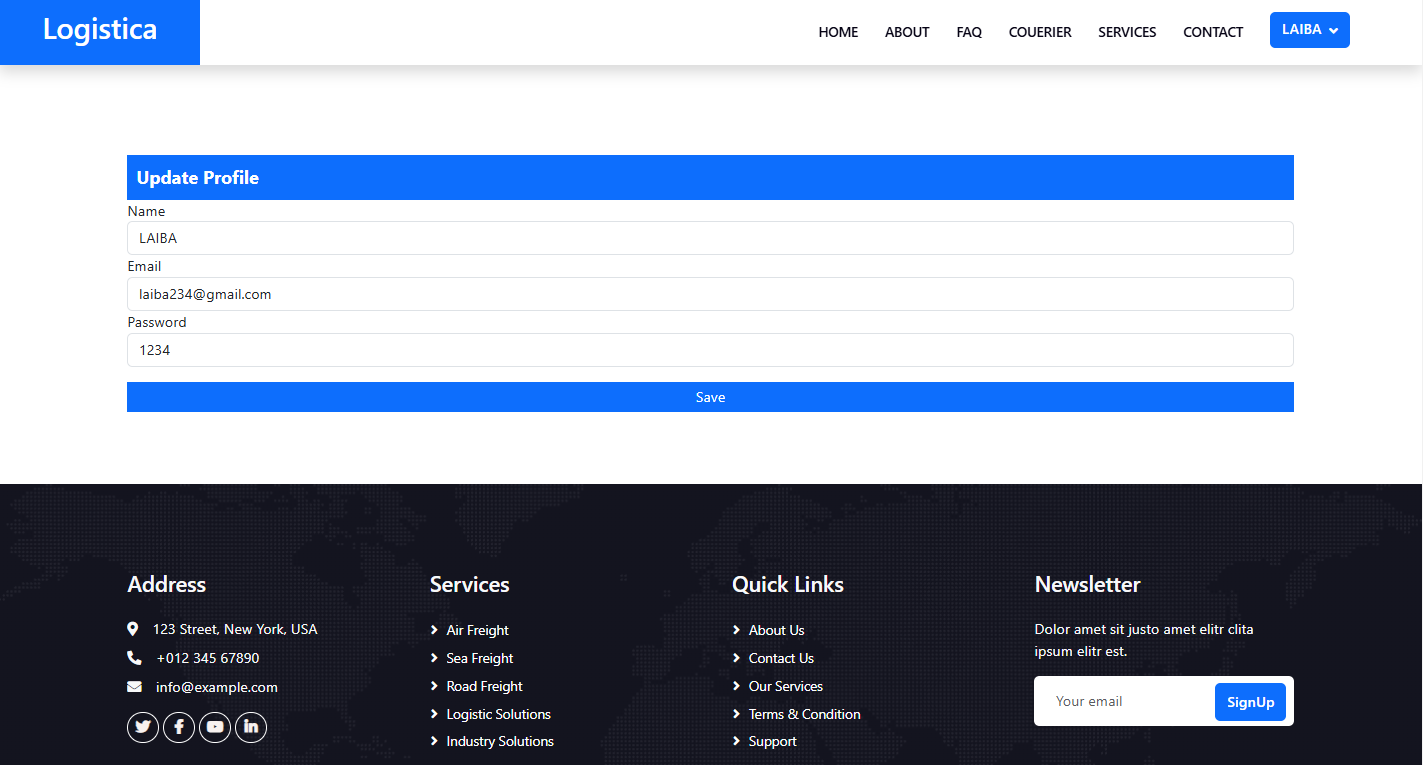 Logistica
HOME ABOUT FAQ COUERIER SERVICES CONTACT LAIBA
Update Profile
Name
LAIBA
Email
laiba234@gmail.com
Password
1234
Save
Address
123 Street, New York, USA
+012 345 67890
info@example.com
Services
Air Freight
Sea Freight
Road Freight
Logistic Solutions
Industry Solutions
Quick Links
About Us
Contact Us
Our Services
Terms & Condition
Support
Newsletter
Dolor amet sit justo amet elitr clita
ipsum elitr est.
Your email SignUp